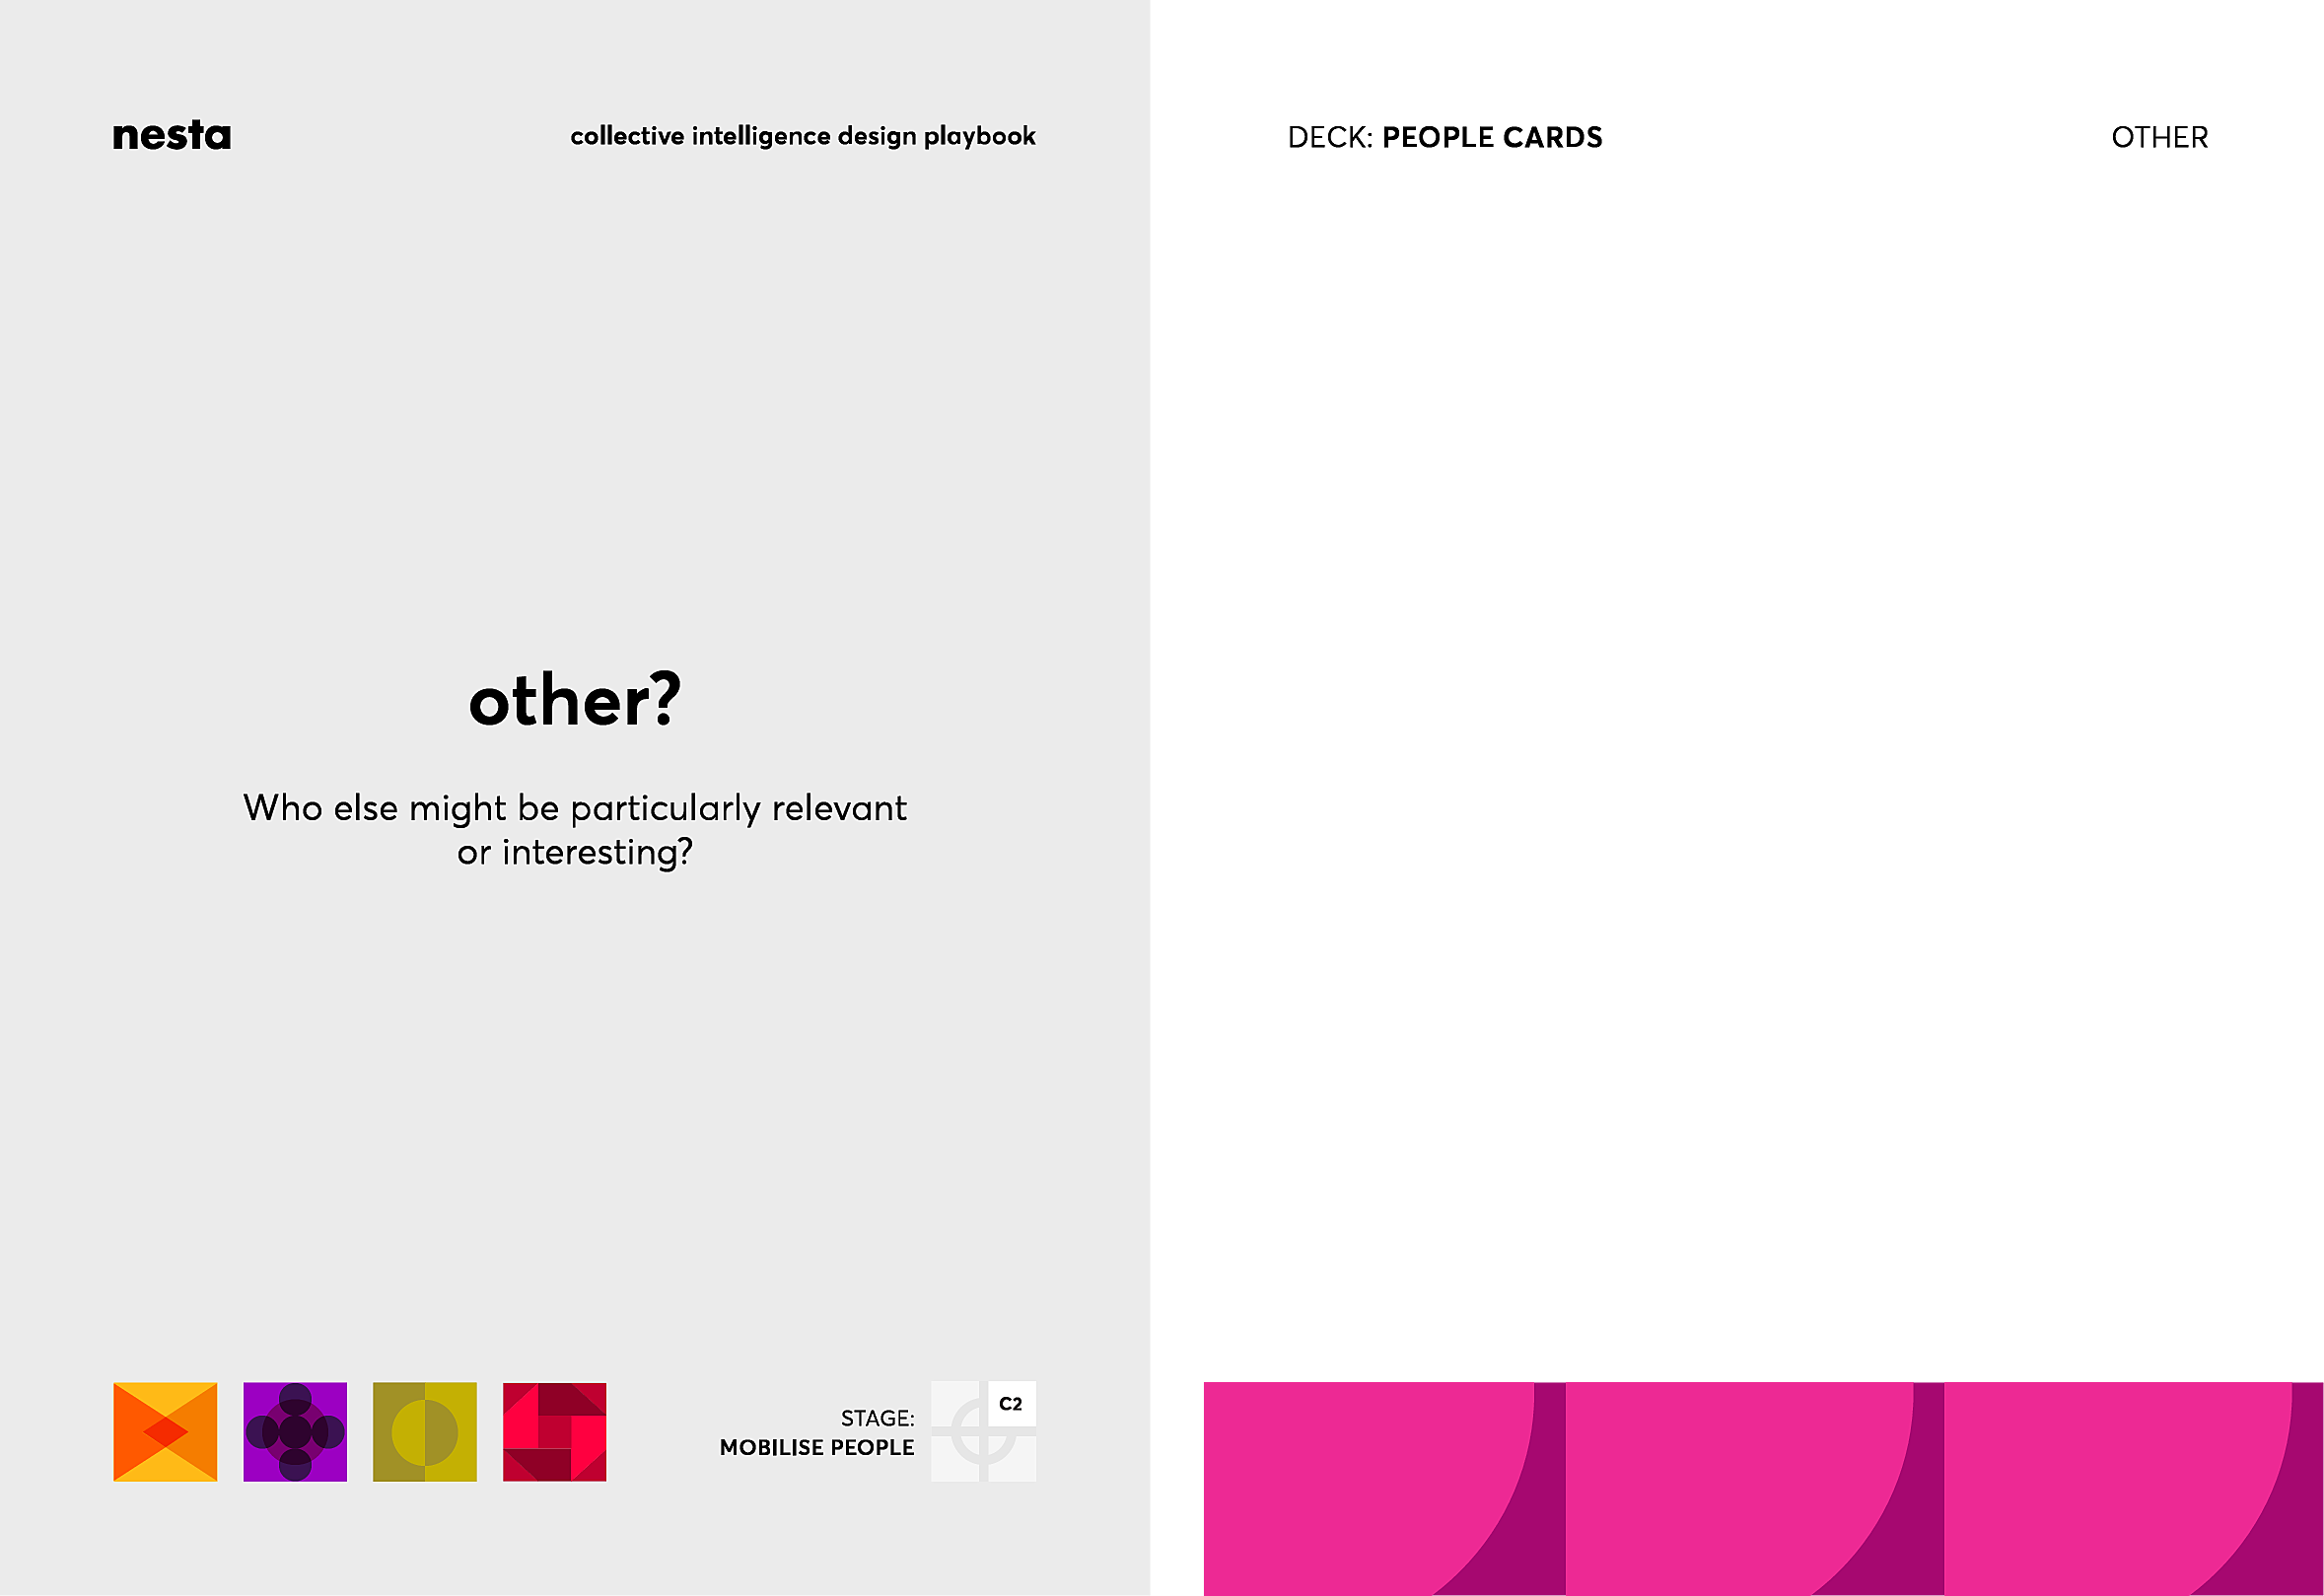 nesta
collective intelligence design playbook
other?
Who else might be particularly relevant
or interesting?
STAGE:
MOBILISE PEOPLE
C2
DECK: PEOPLE CARDS
OTHER